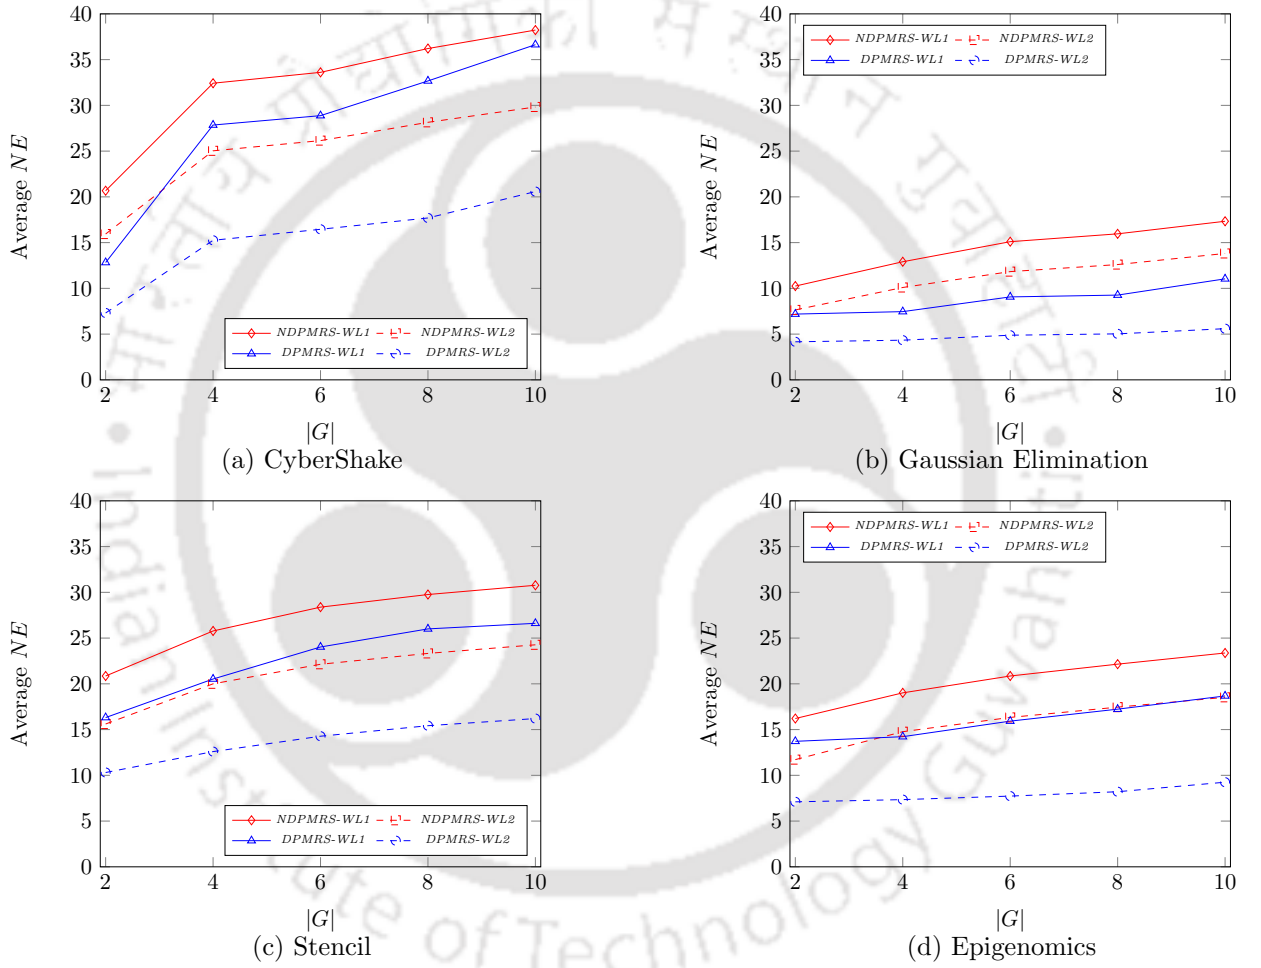 40
35
30
25
20
15
10
5
0
Average NE
NDPMRS-WL1 NDPMRS-WL2
DPMRS-WL1 DPMRS-WL2
2 4 6 8 10
|G|
(a) CyberShake
40
35
30
25
20
15
10
5
0
Average NE
NDPMRS-WL1 NDPMRS-WL2
DPMRS-WL1 DPMRS-WL2
2 4 6 8 10
|G|
(b) Gaussian Elimination
40
35
30
25
20
15
10
5
0
Average NE
NDPMRS-WL1 NDPMRS-WL2
DPMRS-WL1 DPMRS-WL2
2 4 6 8 10
|G|
(c) Stencil
40
35
30
25
20
15
10
5
0
Average NE
NDPMRS-WL1 NDPMRS-WL2
DPMRS-WL1 DPMRS-WL2
2 4 6 8 10
|G|
(d) Epigenomics
Indian Institute of Technology Guwahati